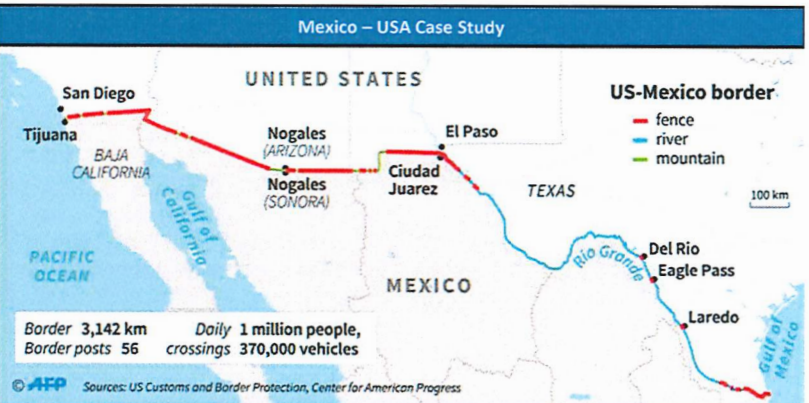 Mexico – USA Case Study
UNITED STATES
US-Mexico border
fence
river
mountain
San Diego
Tijuana
BAJA
CALIFORNIA
Nogales
(ARIZONA)
Nogales
(SONORA)
El Paso
Ciudad
Juarez
TEXAS
100 km
Gulf of
California
PACIFIC
OCEAN
MEXICO
Rio Grande
Del Rio
Eagle Pass
Laredo
Gulf of
Mexico
Border 3,142 km
Border posts 56
Daily 1 million people,
crossings 370,000 vehicles
© AFP Sources: US Customs and Border Protection, Center for American Progress